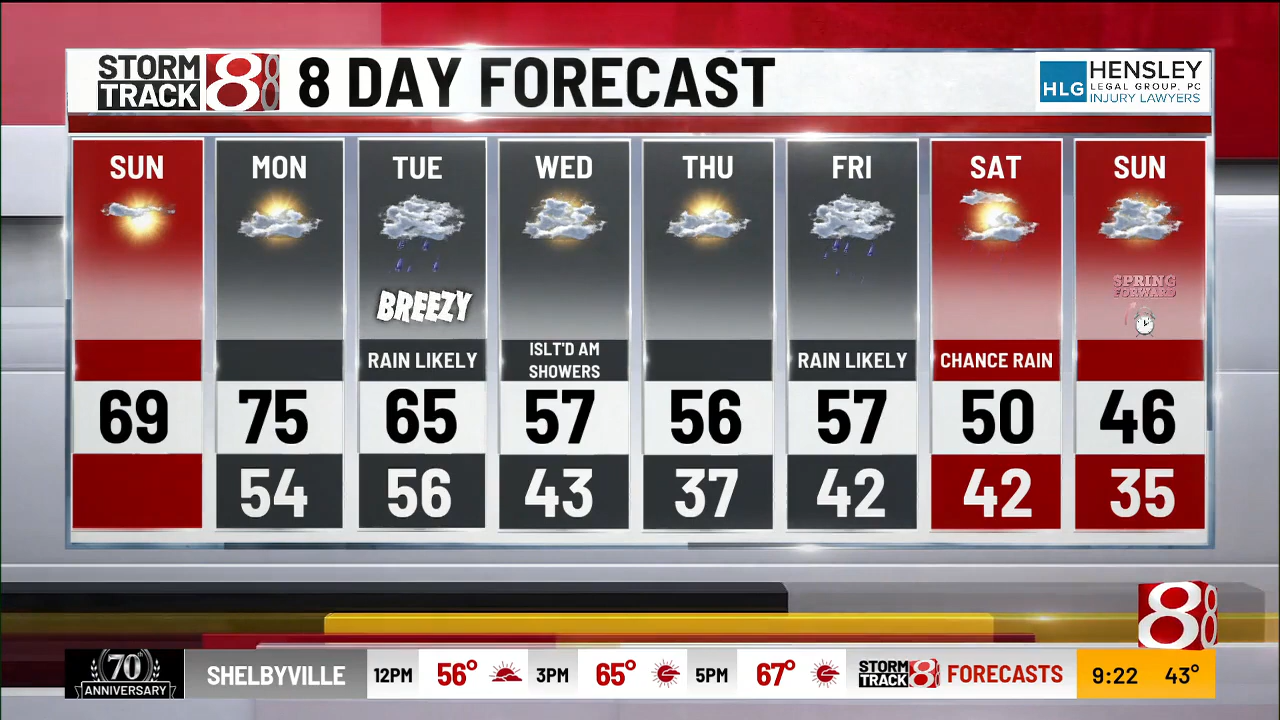 STORM
TRACK
8
8 DAY FORECAST
HLG
HENSLEY
LEGAL GROUP, PC
INJURY LAWYERS
SUN
MON
TUE
WED
THU
FRI
SAT
SUN
BREEZY
SPRING
FORWARD
RAIN LIKELY
ISLT'D AM
SHOWERS
RAIN LIKELY
CHANCE RAIN
69
75
65
57
56
57
50
46
54
56
43
37
42
42
35
8
70
ANNIVERSARY
SHELBYVILLE
12PM
56°
3PM
65°
5PM
67°
STORM
TRACK
8
FORECASTS
9:22
43°